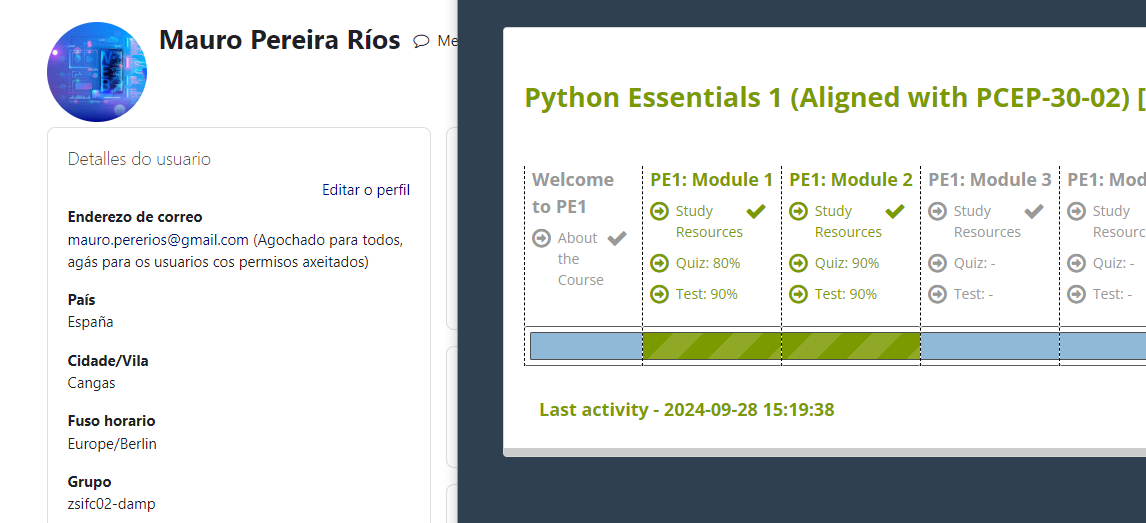 Mauro Pereira Ríos
Detalles do usuario
Editar o perfil
Enderezo de correo
mauro.pererios@gmail.com (Agochado para todos,
agás para os usuarios cos permisos axeitados)
País
España
Cidade/Vila
Cangas
Fuso horario
Europe/Berlin
Grupo
zsifc02-damp
Python Essentials 1 (Aligned with PCEP-30-02) [
Welcome
to PE1
About
the
Course
PE1: Module 1
Study
Resources
Quiz: 80%
Test: 90%
PE1: Module 2
Study
Resources
Quiz: 90%
Test: 90%
PE1: Module 3
Study
Resources
Quiz: -
Test: -
PE1: Mod
Study
Resourc
Quiz: -
Test: -
Last activity - 2024-09-28 15:19:38